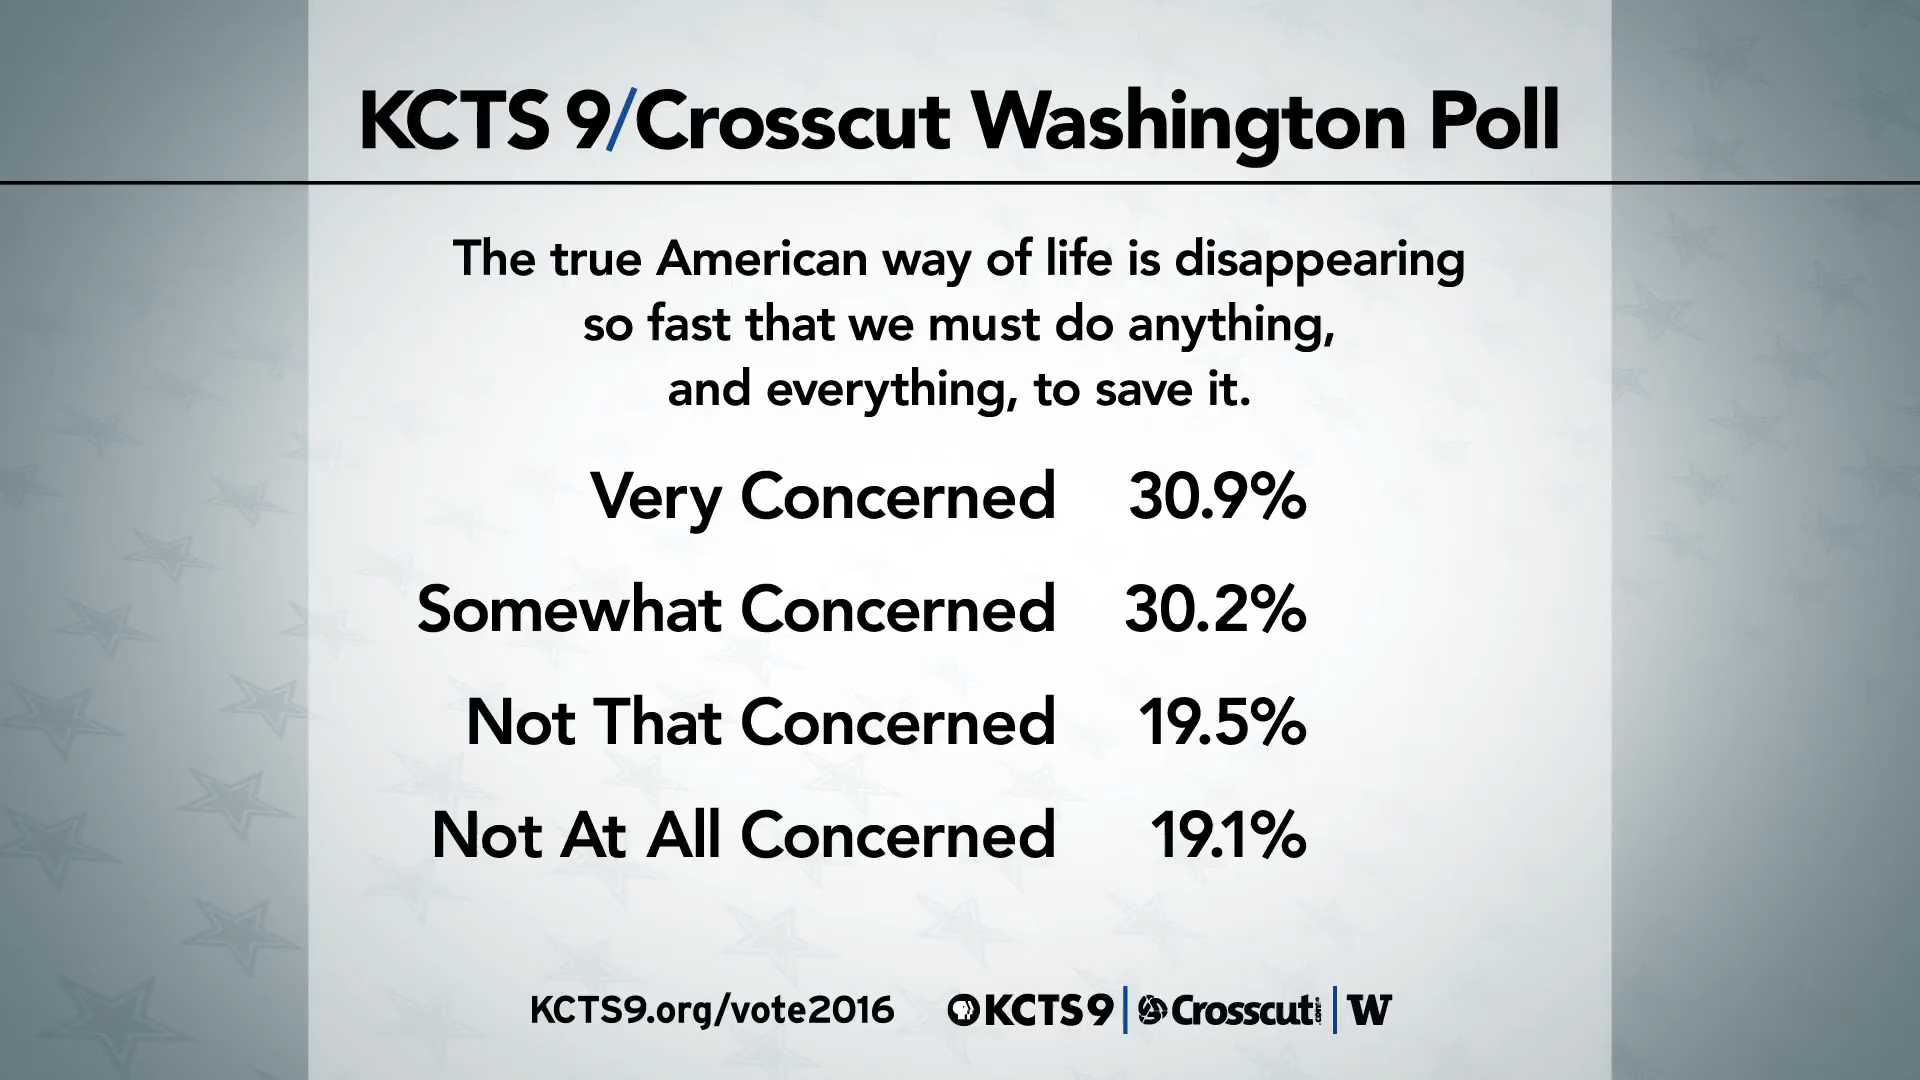 KCTS 9/Crosscut Washington Poll
The true American way of life is disappearing
so fast that we must do anything,
and everything, to save it.
Very Concerned 30.9%
Somewhat Concerned 30.2%
Not That Concerned 19.5%
Not At All Concerned 19.1%
KCTS9.org/vote2016 KCTS9 | Crosscut.com | W